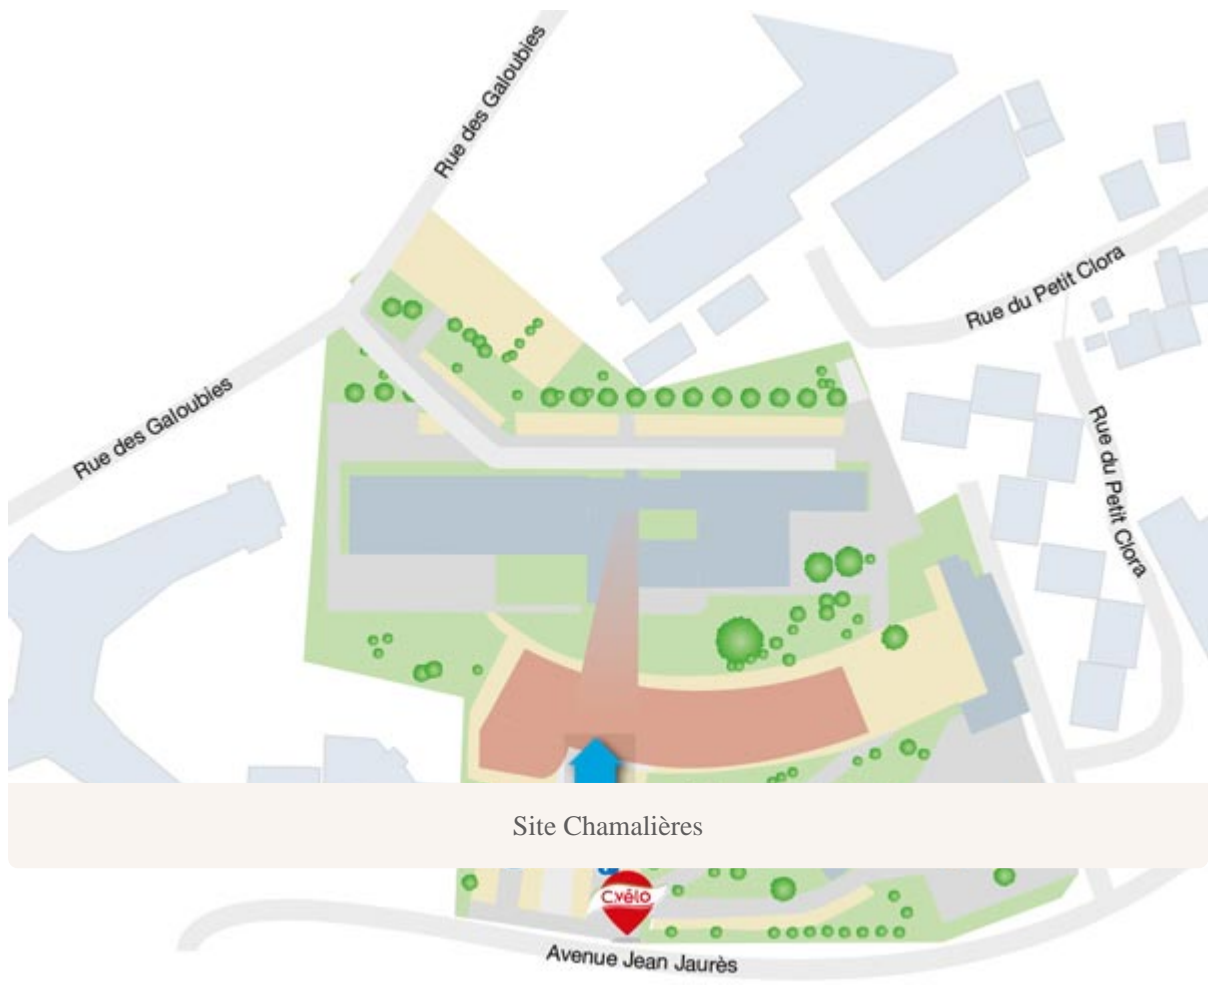 Rue des Galoubies
Rue du Petit Clora
Rue des Galoubies
Rue du Petit Clora
Site Chamalières
C.vélo
Avenue Jean Jaurès